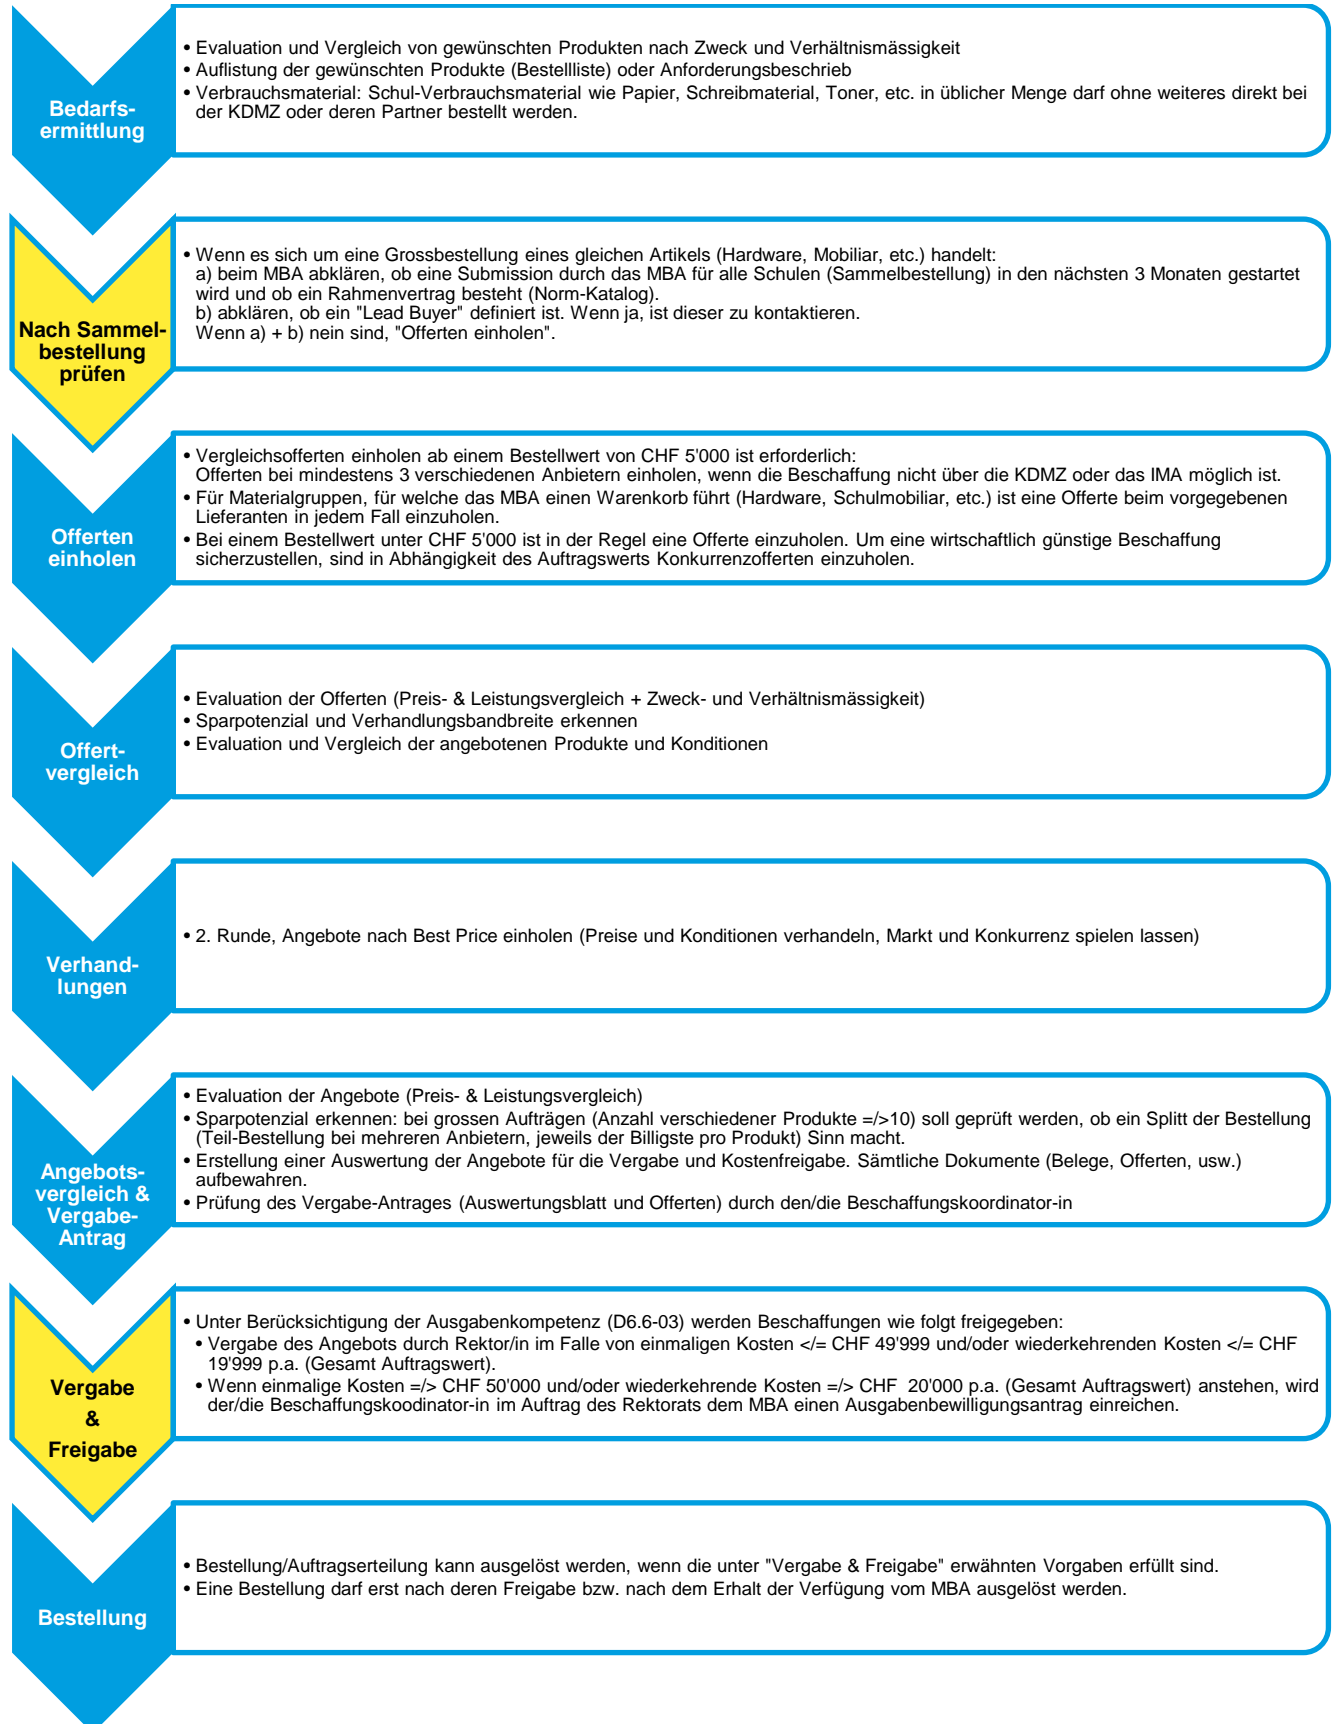 Bedarfs-
ermittlung
• Evaluation und Vergleich von gewünschten Produkten nach Zweck und Verhältnismässigkeit
• Auflistung der gewünschten Produkte (Bestellliste) oder Anforderungsbeschrieb
• Verbrauchsmaterial: Schul-Verbrauchsmaterial wie Papier, Schreibmaterial, Toner, etc. in üblicher Menge darf ohne weiteres direkt bei
der KDMZ oder deren Partner bestellt werden.
Nach Sammel-
bestellung
prüfen
• Wenn es sich um eine Grossbestellung eines gleichen Artikels (Hardware, Mobiliar, etc.) handelt:
a) beim MBA abklären, ob eine Submission durch das MBA für alle Schulen (Sammelbestellung) in den nächsten 3 Monaten gestartet
wird und ob ein Rahmenvertrag besteht (Norm-Katalog).
b) abklären, ob ein "Lead Buyer" definiert ist. Wenn ja, ist dieser zu kontaktieren.
Wenn a) + b) nein sind, "Offerten einholen".
Offerten
einholen
• Vergleichsofferten einholen ab einem Bestellwert von CHF 5'000 ist erforderlich:
Offerten bei mindestens 3 verschiedenen Anbietern einholen, wenn die Beschaffung nicht über die KDMZ oder das IMA möglich ist.
• Für Materialgruppen, für welche das MBA einen Warenkorb führt (Hardware, Schulmobiliar, etc.) ist eine Offerte beim vorgegebenen
Lieferanten in jedem Fall einzuholen.
• Bei einem Bestellwert unter CHF 5'000 ist in der Regel eine Offerte einzuholen. Um eine wirtschaftlich günstige Beschaffung
sicherzustellen, sind in Abhängigkeit des Auftragswerts Konkurrenzofferten einzuholen.
Offert-
vergleich
• Evaluation der Offerten (Preis- & Leistungsvergleich + Zweck- und Verhältnismässigkeit)
• Sparpotenzial und Verhandlungsbandbreite erkennen
• Evaluation und Vergleich der angebotenen Produkte und Konditionen
Verhand-
lungen
• 2. Runde, Angebote nach Best Price einholen (Preise und Konditionen verhandeln, Markt und Konkurrenz spielen lassen)
Angebots-
vergleich &
Vergabe-
Antrag
• Evaluation der Angebote (Preis- & Leistungsvergleich)
• Sparpotenzial erkennen: bei grossen Aufträgen (Anzahl verschiedener Produkte =/>10) soll geprüft werden, ob ein Splitt der Bestellung
(Teil-Bestellung bei mehreren Anbietern, jeweils der Billigste pro Produkt) Sinn macht.
• Erstellung einer Auswertung der Angebote für die Vergabe und Kostenfreigabe. Sämtliche Dokumente (Belege, Offerten, usw.)
aufbewahren.
• Prüfung des Vergabe-Antrages (Auswertungsblatt und Offerten) durch den/die Beschaffungskoordinator-in
Vergabe
&
Freigabe
• Unter Berücksichtigung der Ausgabenkompetenz (D6.6-03) werden Beschaffungen wie folgt freigegeben:
• Vergabe des Angebots durch Rektor/in im Falle von einmaligen Kosten </= CHF 49'999 und/oder wiederkehrenden Kosten </= CHF
19'999 p.a. (Gesamt Auftragswert).
• Wenn einmalige Kosten =/> CHF 50'000 und/oder wiederkehrende Kosten =/> CHF 20'000 p.a. (Gesamt Auftragswert) anstehen, wird
der/die Beschaffungskoodinator-in im Auftrag des Rektorats dem MBA einen Ausgabenbewilligungsantrag einreichen.
Bestellung
• Bestellung/Auftragserteilung kann ausgelöst werden, wenn die unter "Vergabe & Freigabe" erwähnten Vorgaben erfüllt sind.
• Eine Bestellung darf erst nach deren Freigabe bzw. nach dem Erhalt der Verfügung vom MBA ausgelöst werden.